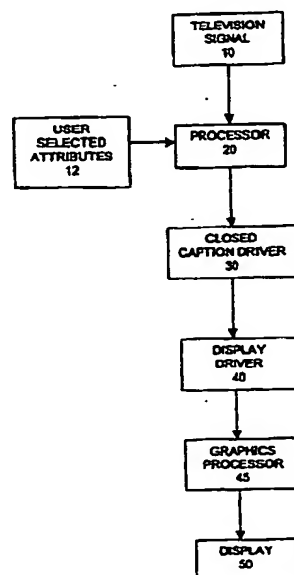 TELEVISION
SIGNAL
10
USER
SELECTED
ATTRIBUTES
12
PROCESSOR
20
CLOSED
CAPTION DRIVER
30
DISPLAY
DRIVER
40
GRAPHICS
PROCESSOR
45
DISPLAY
50